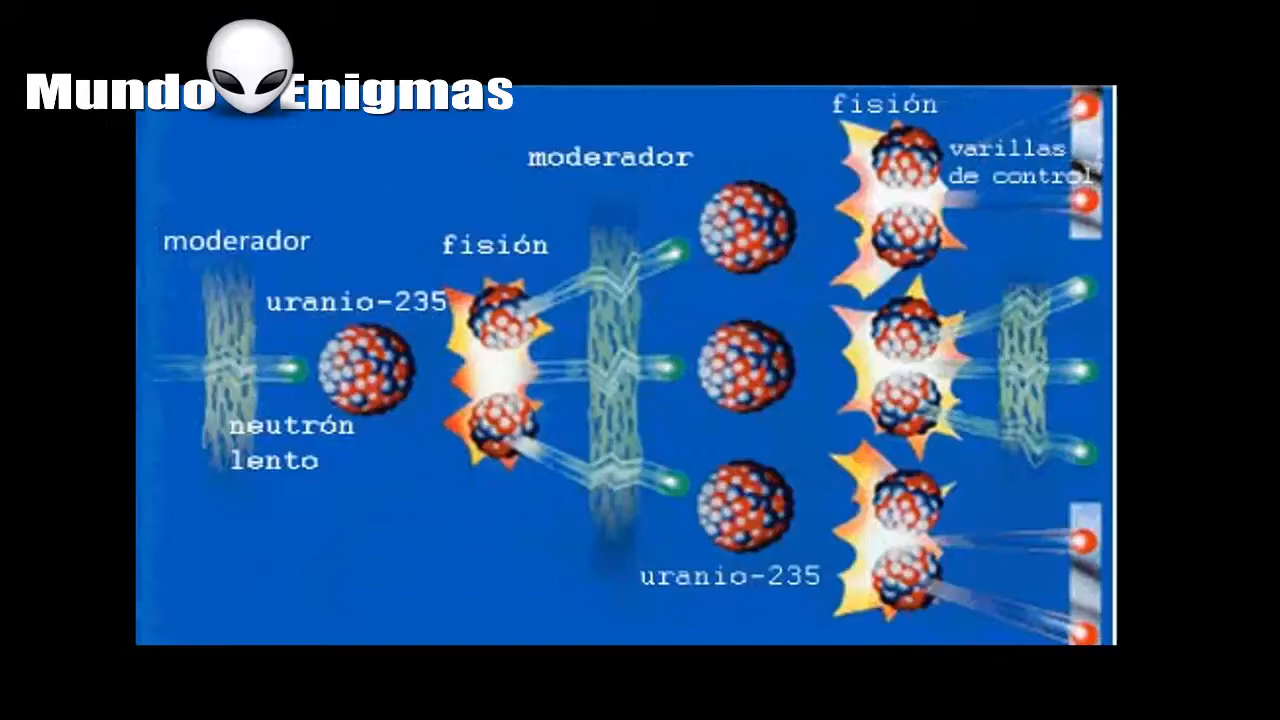 Mundo Enigmas
fisión
moderador
varillas
de control
moderador
fisión
uranio-235
neutrón
lento
uranio-235